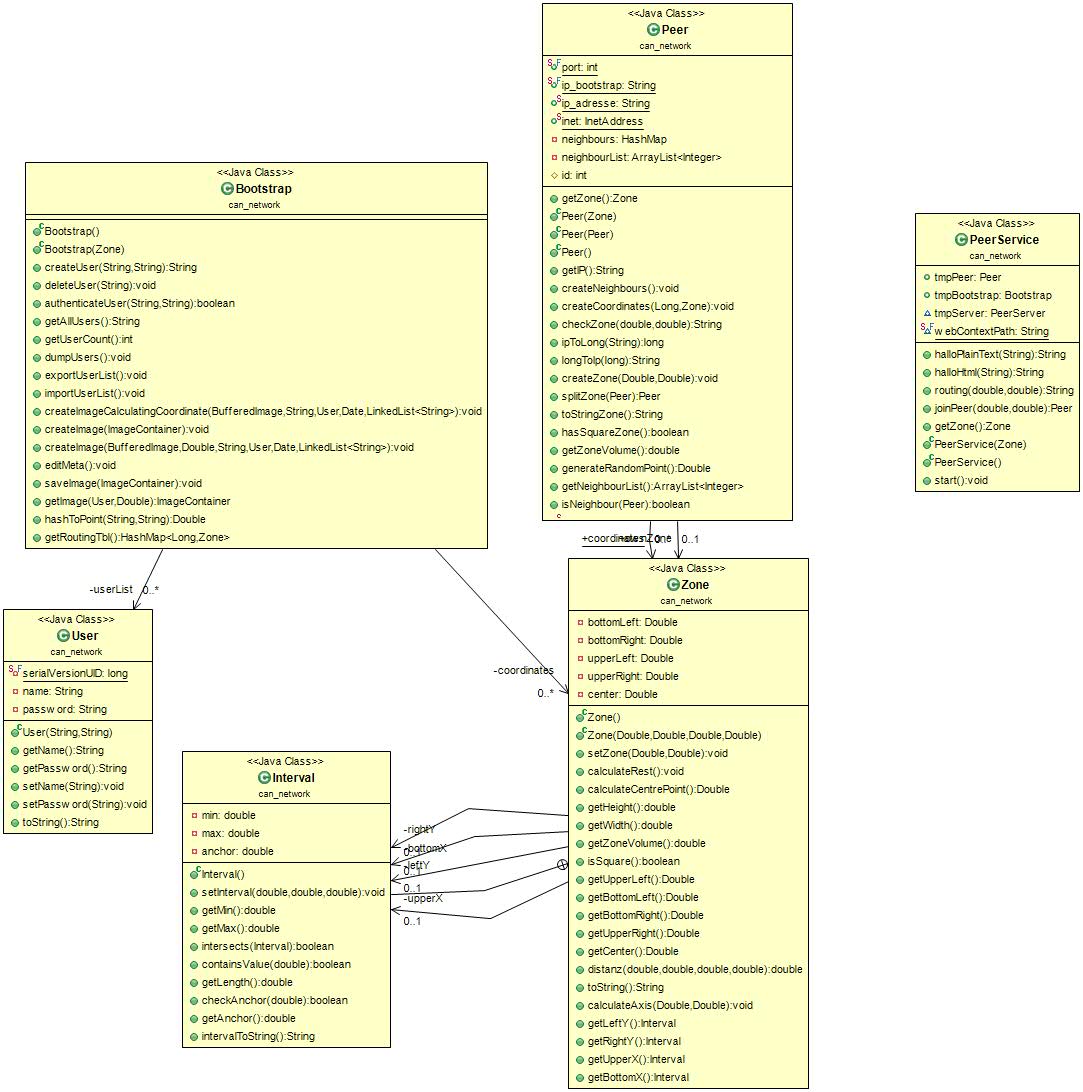 <<Java Class>>
Peer
can_network
port: int
ip_bootstrap: String
ip_adresse: String
inet: InetAddress
neighbours: HashMap
neighbourList: ArrayList<Integer>
id: int
getZone():Zone
Peer(Zone)
Peer(Peer)
Peer()
getIP():String
createNeighbours():void
createCoordinates(Long,Zone):void
checkZone(double,double):String
ipToLong(String):long
longToIp(long):String
createZone(Double,Double):void
splitZone(Peer):Peer
toStringZone():String
hasSquareZone():boolean
getZoneVolume():double
generateRandomPoint():Double
getNeighbourList():ArrayList<Integer>
isNeighbour(Peer):boolean
<<Java Class>>
Bootstrap
can_network
Bootstrap()
Bootstrap(Zone)
createUser(String,String):String
deleteUser(String):void
authenticateUser(String,String):boolean
getAllUsers():String
getUserCount():int
dumpUsers():void
exportUserList():void
importUserList():void
createImageCalculatingCoordinate(BufferedImage,String,User,Date,LinkedList<String>):void
createImage(ImageContainer):void
createImage(BufferedImage,Double,String,User,Date,LinkedList<String>):void
editMeta():void
saveImage(ImageContainer):void
getImage(User,Double):ImageContainer
hashToPoint(String,String):Double
getRoutingTbl():HashMap<Long,Zone>
<<Java Class>>
PeerService
can_network
tmpPeer: Peer
tmpBootstrap: Bootstrap
tmpServer: PeerServer
webContextPath: String
halloPlainText(String):String
halloHtml(String):String
routing(double,double):String
joinPeer(double,double):Peer
getZone():Zone
PeerService(Zone)
PeerService()
start():void
0..1
-userList 0..*
-coordinates
0..*
<<Java Class>>
User
can_network
serialVersionUID: long
name: String
password: String
User(String,String)
getName():String
getPassword():String
setName(String):void
setPassword(String):void
toString():String
<<Java Class>>
Zone
can_network
bottomLeft: Double
bottomRight: Double
upperLeft: Double
upperRight: Double
center: Double
Zone()
Zone(Double,Double,Double,Double)
setZone(Double,Double):void
calculateRest():void
calculateCentrePoint():Double
getHeight():double
getWidth():double
getZoneVolume():double
isSquare():boolean
getUpperLeft():Double
getBottomLeft():Double
getBottomRight():Double
getUpperRight():Double
getCenter():Double
distanz(double,double,double,double):double
toString():String
calculateAxis(Double,Double):void
getLeftY():Interval
getRightY():Interval
getUpperX():Interval
getBottomX():Interval
<<Java Class>>
Interval
can_network
min: double
max: double
anchor: double
Interval()
setInterval(double,double,double):void
getMin():double
getMax():double
intersects(Interval):boolean
containsValue(double):boolean
getLength():double
checkAnchor(double):boolean
getAnchor():double
intervalToString():String
-rightY
-bottomX
0..1
-leftY
0..1
0..1
-upperX
0..1